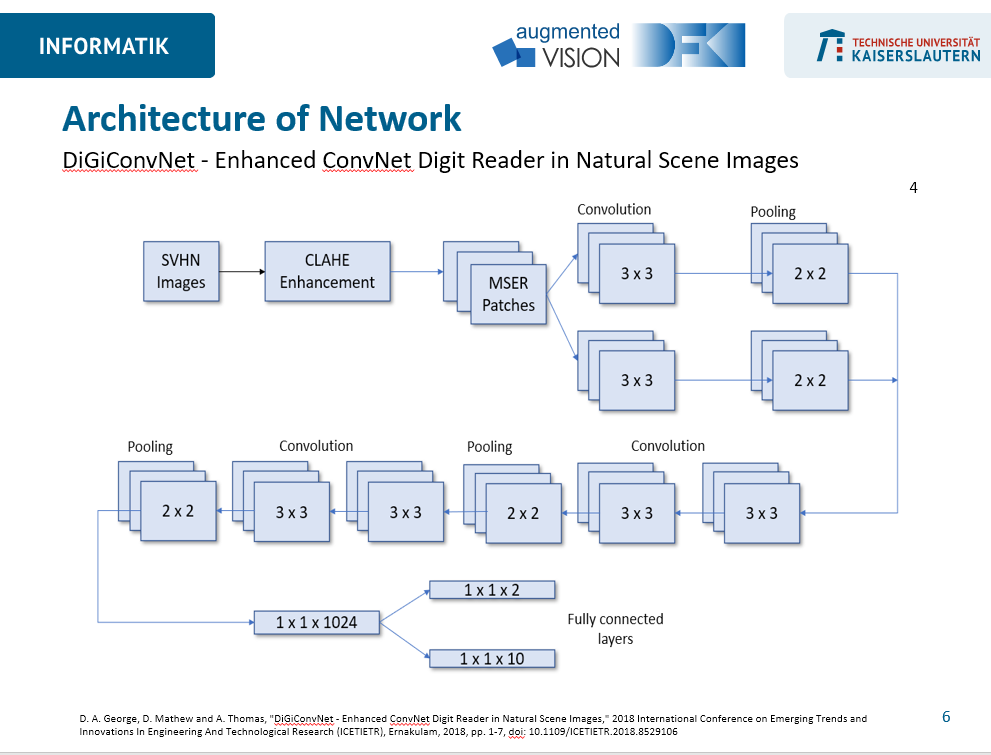 INFORMATIK
augmented
VISION
DFKI
TECHNISCHE UNIVERSITÄT
KAISERSLAUTERN
Architecture of Network
DiGiConvNet - Enhanced ConvNet Digit Reader in Natural Scene Images
4
Convolution
Pooling
SVHN
Images
CLAHE
Enhancement
MSER
Patches
3 x 3
2 x 2
3 x 3
2 x 2
Pooling
Convolution
Pooling
Convolution
2 x 2
3 x 3
3 x 3
2 x 2
3 x 3
3 x 3
1 x 1 x 2
1 x 1 x 1024
Fully connected
layers
1 x 1 x 10
D. A. George, D. Mathew and A. Thomas, "DiGiConvNet - Enhanced ConvNet Digit Reader in Natural Scene Images," 2018 International Conference on Emerging Trends and
Innovations In Engineering And Technological Research (ICETIETR), Ernakulam, 2018, pp. 1-7, doi: 10.1109/ICETIETR.2018.8529106
6